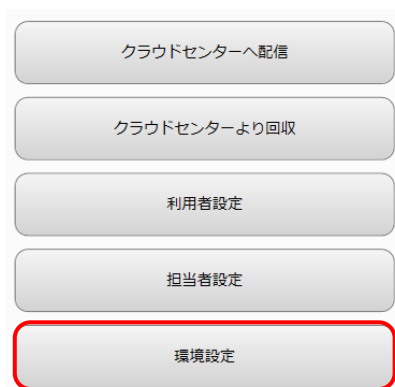 クラウドセンターへ配信
クラウドセンターより回収
利用者設定
担当者設定
環境設定